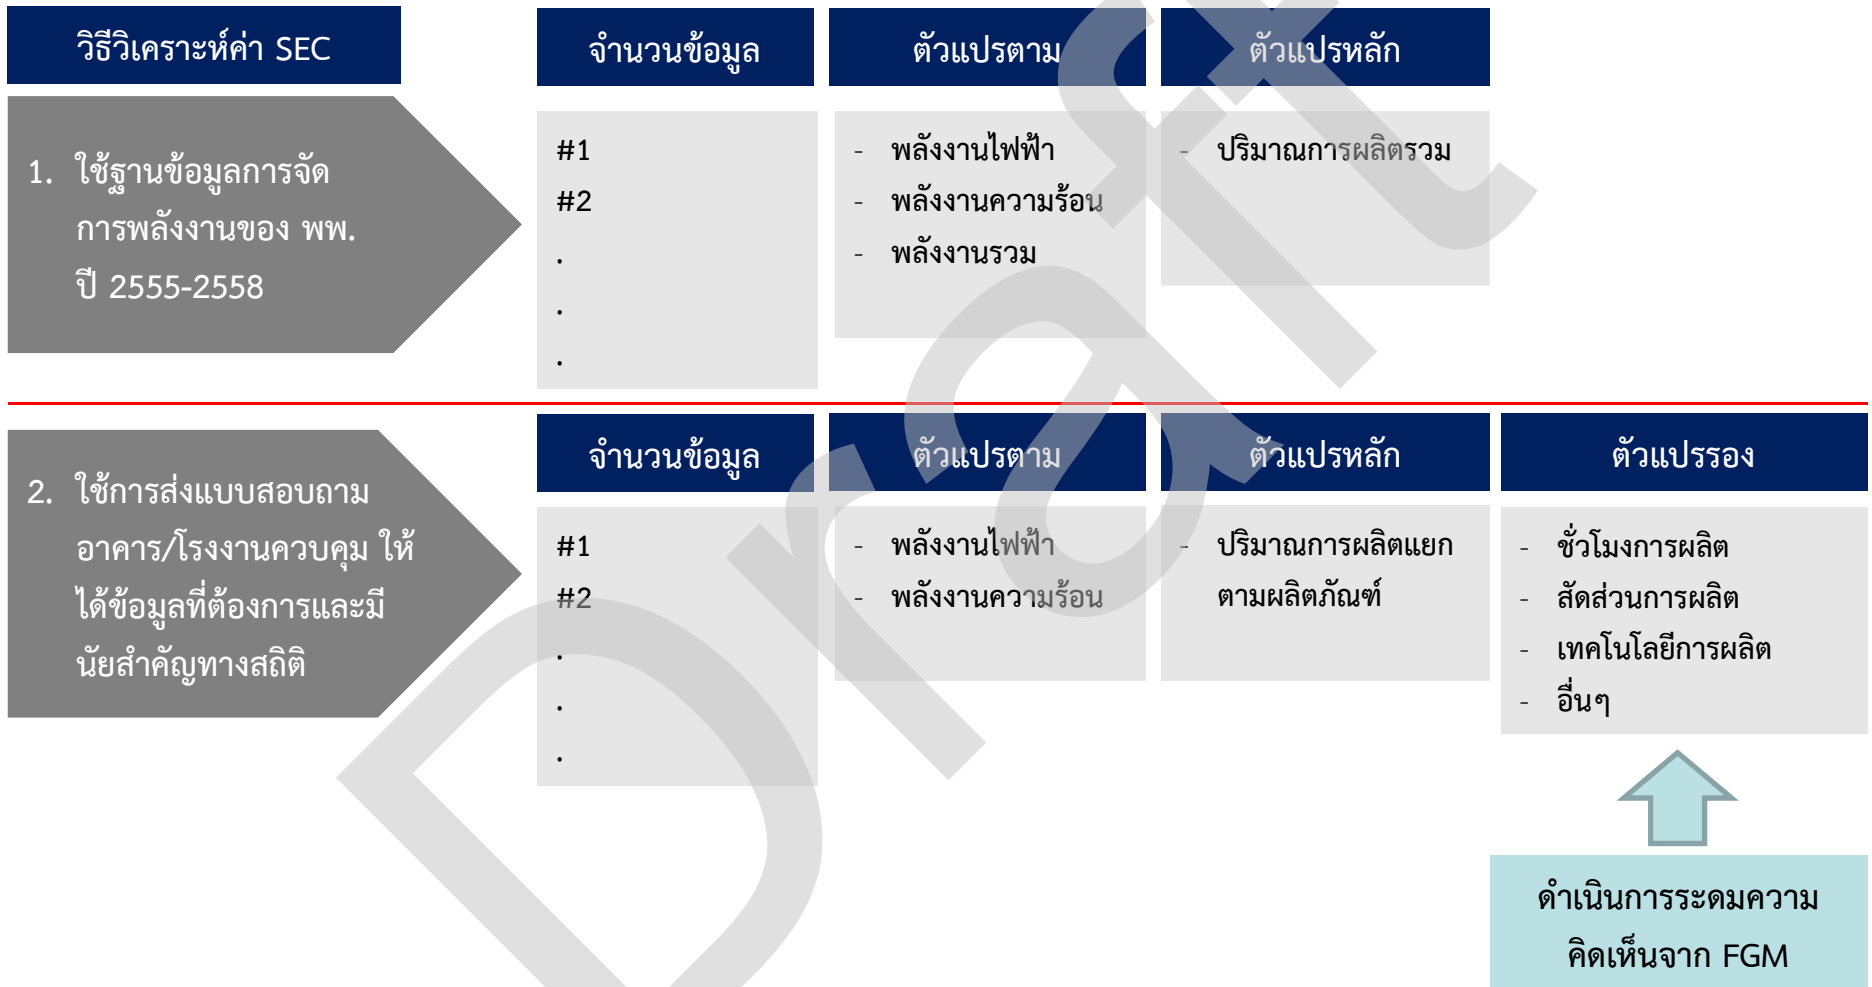 วิธีวิเคราะห์ค่า SEC
จำนวนข้อมูล
ตัวแปรตาม
ตัวแปรหลัก
1. ใช้ฐานข้อมูลการจัด
การพลังงานของ พพ.
ปี 2555-2558
#1
#2
.
.
.
- พลังงานไฟฟ้า
- พลังงานความร้อน
- พลังงานรวม
- ปริมาณการผลิตรวม
2. ใช้การส่งแบบสอบถาม
อาคาร/โรงงานควบคุม ให้
ได้ข้อมูลที่ต้องการและมี
นัยสำคัญทางสถิติ
จำนวนข้อมูล
ตัวแปรตาม
ตัวแปรหลัก
ตัวแปรรอง
#1
#2
.
.
.
- พลังงานไฟฟ้า
- พลังงานความร้อน
- ปริมาณการผลิตแยก
ตามผลิตภัณฑ์
- ชั่วโมงการผลิต
- สัดส่วนการผลิต
- เทคโนโลยีการผลิต
- อื่นๆ
ดำเนินการระดมความ
คิดเห็นจาก FGM
Draft